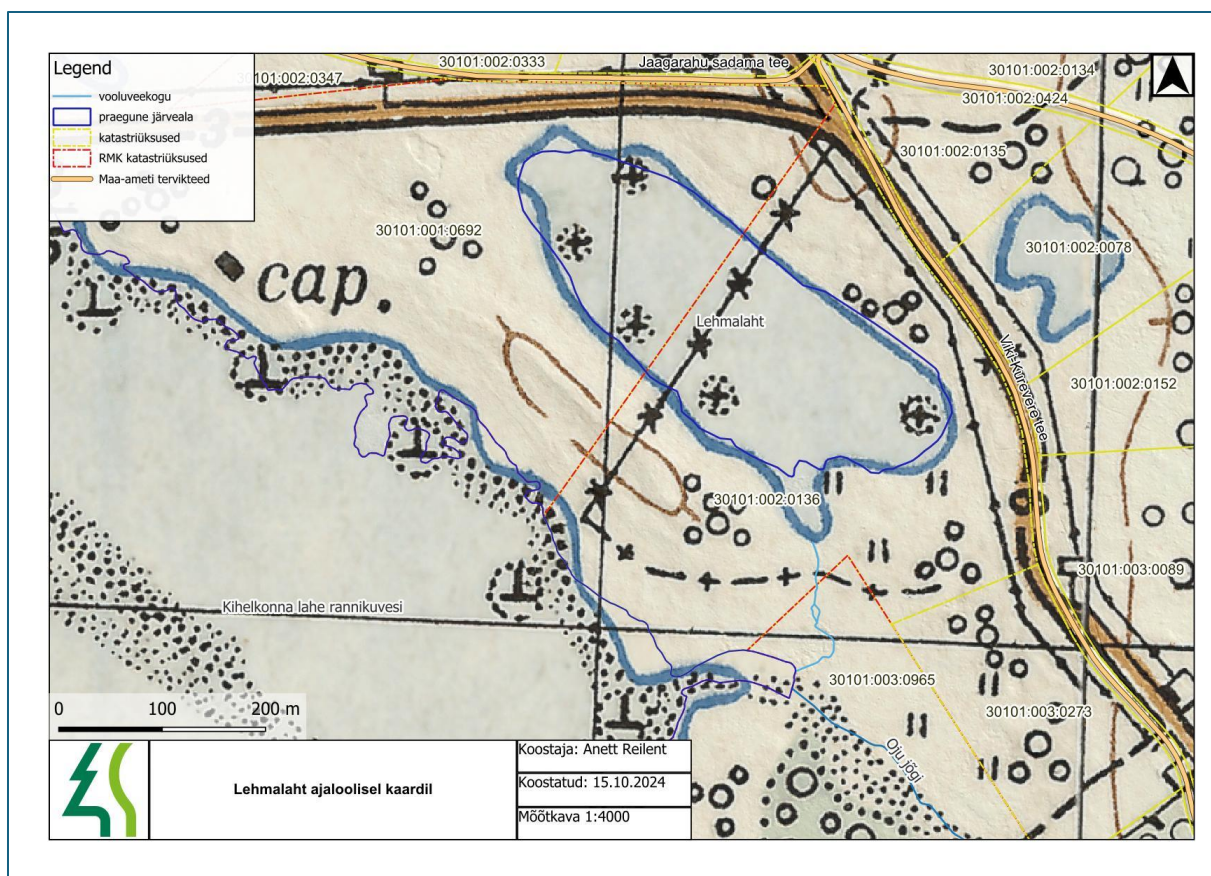 Legend
vooluveekogu
praegune järveala
katastriüksused
RMK katastriüksused
Maa-ameti tervikteed
30101:002:0347
30101:002:0333
Jaagarahu sadama tee
30101:002:0134
30101:002:0424
30101:002:0135
30101:001:0692
30101:002:0078
cap.
Lehmalaht
Viki-Kurevere tee
30101:002:0152
30101:002:0136
30101:003:0089
Kihelkonna lahe rannikuvesi
30101:003:0965
30101:003:0273
Oju jõgi
0 100 200 m
Lehmalaht ajaloolisel kaardil
Koostaja: Anett Reilent
Koostatud: 15.10.2024
Mõõtkava 1:4000